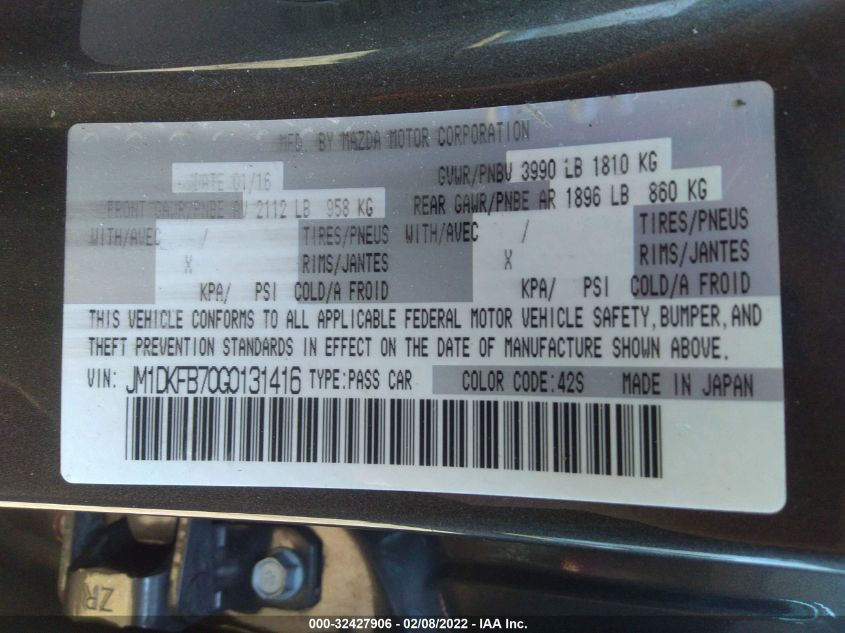 MFD. BY MAZDA MOTOR CORPORATION
DATE 01/16 GVWR/PNBV 3990 LB 1810 KG
FRONT GAWR/PNBE AV 2112 LB 958 KG REAR GAWR/PNBE AR 1896 LB 860 KG
WITH/AVEC / TIRES/PNEUS WITH/AVEC / TIRES/PNEUS
X RIMS/JANTES X RIMS/JANTES
KPA/ PSI COLD/A FROID KPA/ PSI COLD/A FROID
THIS VEHICLE CONFORMS TO ALL APPLICABLE FEDERAL MOTOR VEHICLE SAFETY, BUMPER, AND
THEFT PREVENTION STANDARDS IN EFFECT ON THE DATE OF MANUFACTURE SHOWN ABOVE.
VIN: JM1DKFB70G0131416 TYPE:PASS CAR COLOR CODE:42S MADE IN JAPAN
ZR
000-32427906 - 02/08/2022 - IAA Inc.